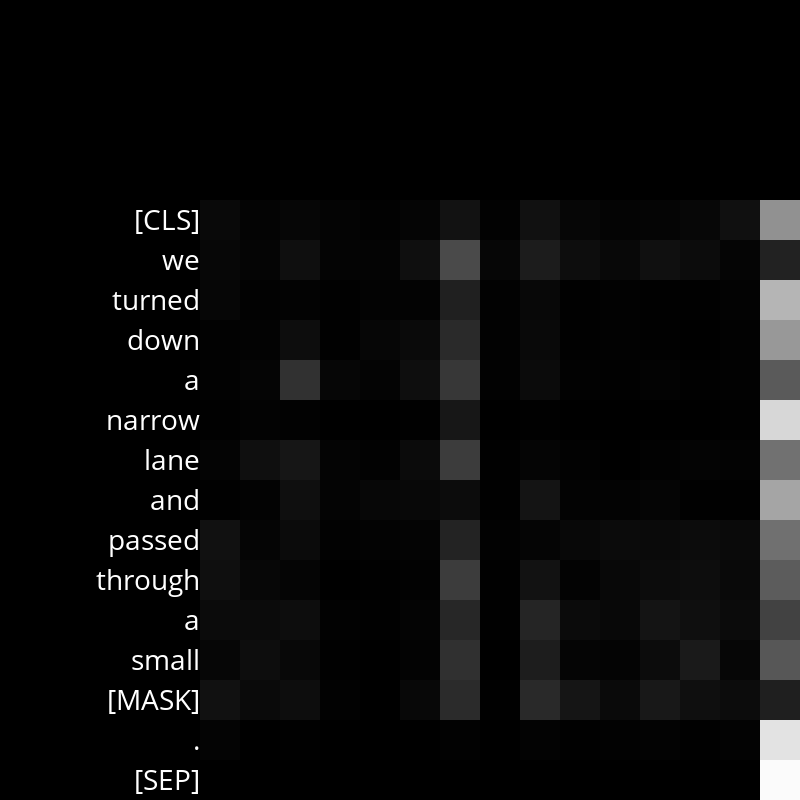 [CLS]
we
turned
down
a
narrow
lane
and
passed
through
a
small
[MASK]
.
[SEP]